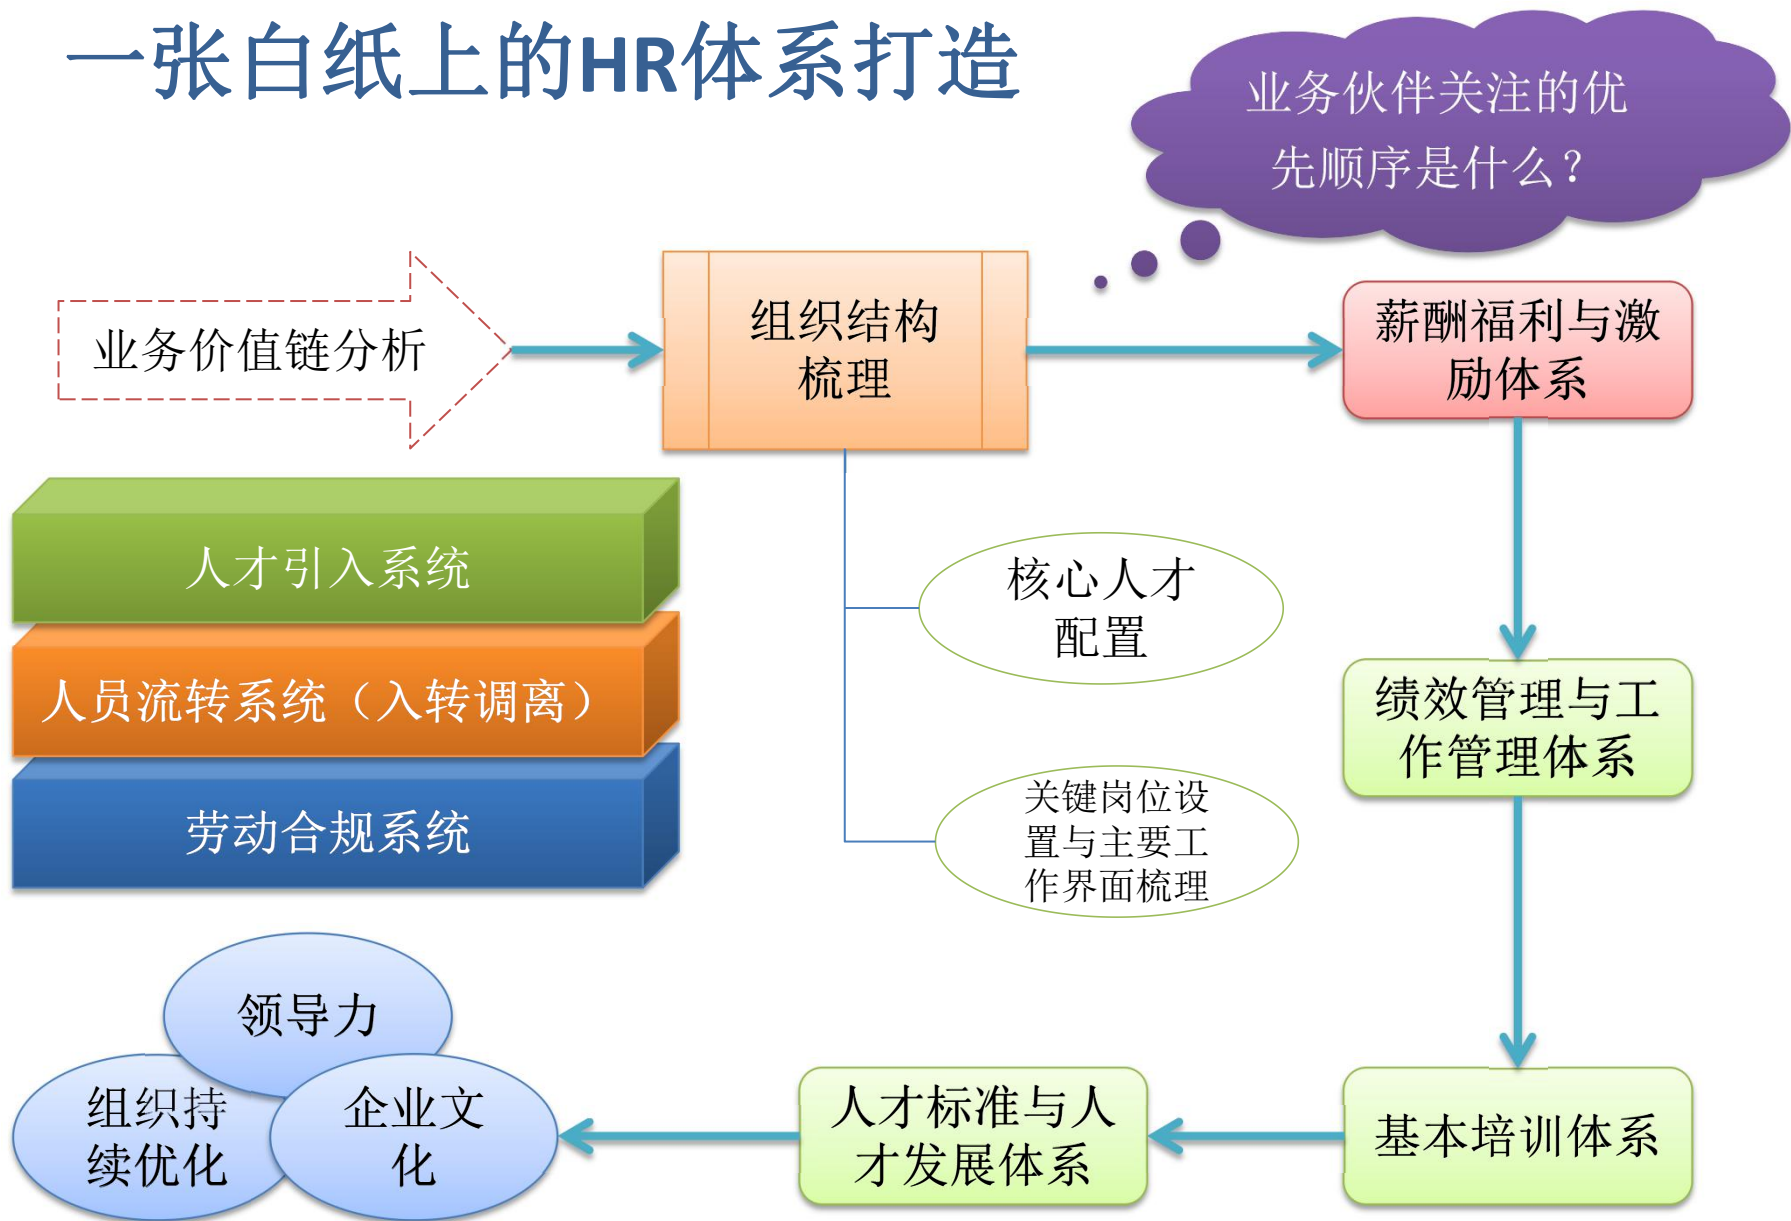 一张白纸上的HR体系打造
业务伙伴关注的优
先顺序是什么？
业务价值链分析
组织结构
梳理
薪酬福利与激
励体系
人才引入系统
人员流转系统（入转调离）
劳动合规系统
核心人才
配置
关键岗位设
置与主要工
作界面梳理
绩效管理与工
作管理体系
领导力
组织持
续优化
企业文
化
人才标准与人
才发展体系
基本培训体系